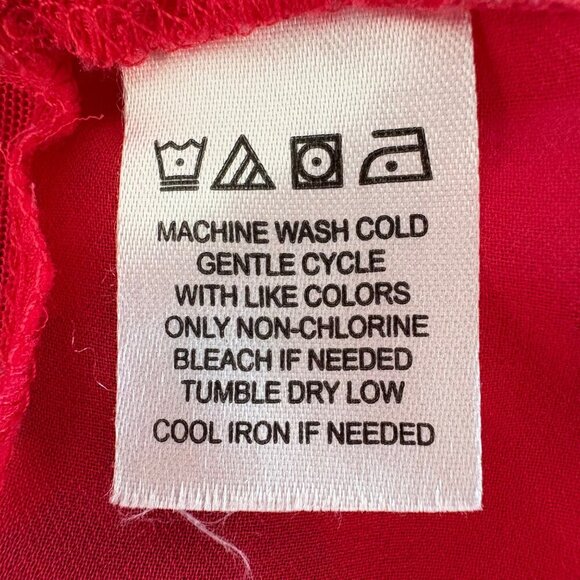 MACHINE WASH COLD
GENTLE CYCLE
WITH LIKE COLORS
ONLY NON-CHLORINE
BLEACH IF NEEDED
TUMBLE DRY LOW
COOL IRON IF NEEDED